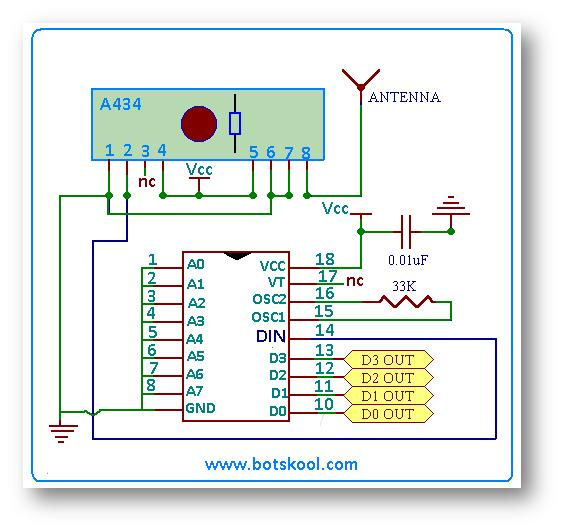 A434
ANTENNA
1 2 3 4 5 6 7 8
nc
Vcc
Vcc
0.01uF
1 A0 VCC 18
2 A1 VT 17 nc
3 A2 OSC2 16 33K
4 A3 OSC1 15
5 A4 DIN 14
6 A5 D3 13 D3 OUT
7 A6 D2 12 D2 OUT
8 A7 D1 11 D1 OUT
GND D0 10 D0 OUT
www.botskool.com